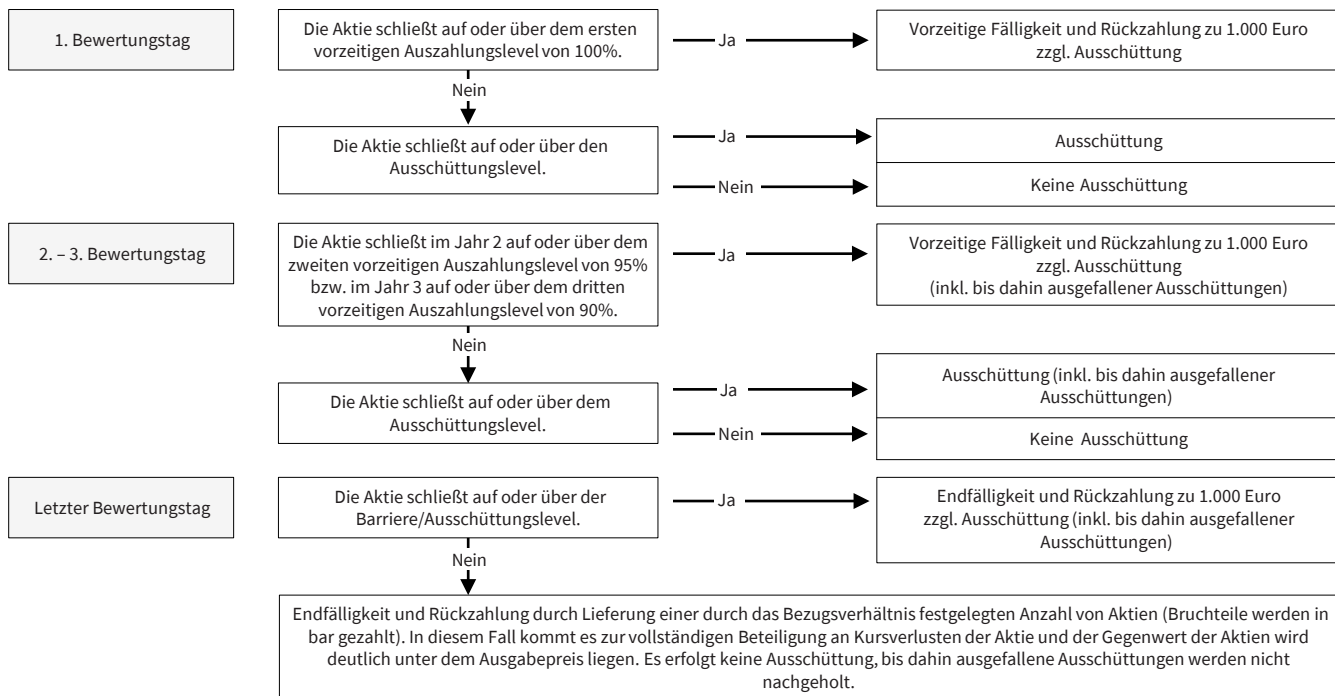 1. Bewertungstag
Die Aktie schließt auf oder über dem ersten
vorzeitigen Auszahlungslevel von 100%.
Ja
Vorzeitige Fälligkeit und Rückzahlung zu 1.000 Euro
zzgl. Ausschüttung
Nein
Die Aktie schließt auf oder über den
Ausschüttungslevel.
Ja
Ausschüttung
Nein
Keine Ausschüttung
2. – 3. Bewertungstag
Die Aktie schließt im Jahr 2 auf oder über dem
zweiten vorzeitigen Auszahlungslevel von 95%
bzw. im Jahr 3 auf oder über dem dritten
vorzeitigen Auszahlungslevel von 90%.
Ja
Vorzeitige Fälligkeit und Rückzahlung zu 1.000 Euro
zzgl. Ausschüttung
(inkl. bis dahin ausgefallener Ausschüttungen)
Nein
Die Aktie schließt auf oder über dem
Ausschüttungslevel.
Ja
Ausschüttung (inkl. bis dahin ausgefallener
Ausschüttungen)
Nein
Keine Ausschüttung
Letzter Bewertungstag
Die Aktie schließt auf oder über der
Barriere/Ausschüttungslevel.
Ja
Endfälligkeit und Rückzahlung zu 1.000 Euro
zzgl. Ausschüttung (inkl. bis dahin ausgefallener
Ausschüttungen)
Nein
Endfälligkeit und Rückzahlung durch Lieferung einer durch das Bezugsverhältnis festgelegten Anzahl von Aktien (Bruchteile werden in
bar gezahlt). In diesem Fall kommt es zur vollständigen Beteiligung an Kursverlusten der Aktie und der Gegenwert der Aktien wird
deutlich unter dem Ausgabepreis liegen. Es erfolgt keine Ausschüttung, bis dahin ausgefallene Ausschüttungen werden nicht
nachgeholt.